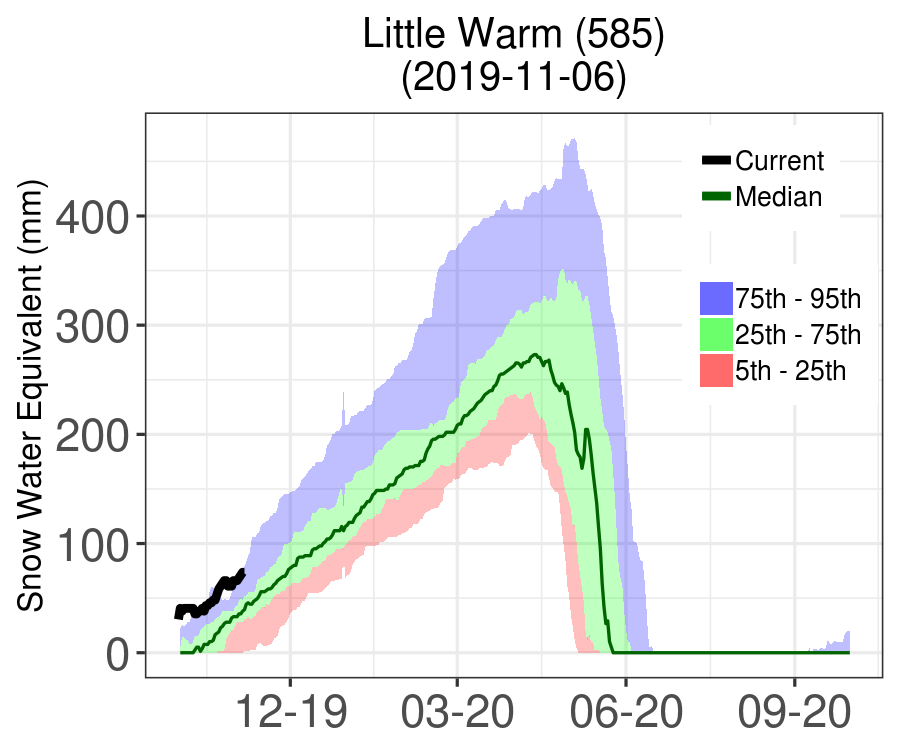 Little Warm (585)
(2019-11-06)
Snow Water Equivalent (mm)
400
300
200
100
0
12-19
03-20
06-20
09-20
Current
Median
75th - 95th
25th - 75th
5th - 25th